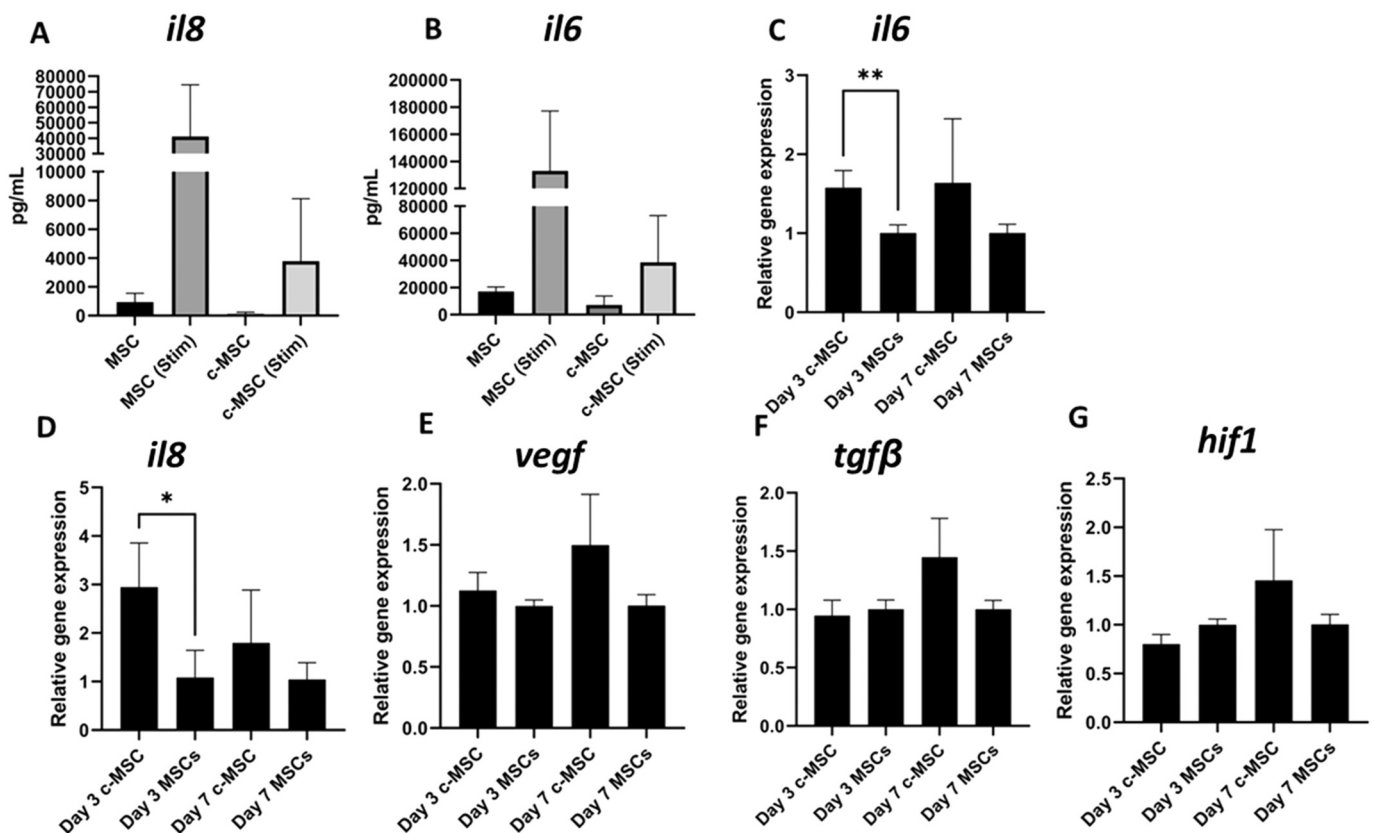 A
il8
pg/mL
80000
70000
60000
50000
40000
30000
10000
8000
6000
4000
2000
0
MSC
MSC (Stim)
c-MSC
c-MSC (Stim)
B
il6
pg/mL
200000
180000
160000
140000
120000
80000
60000
40000
20000
0
MSC
MSC (Stim)
c-MSC
c-MSC (Stim)
C
il6
Relative gene expression
3
2
1
0
**
Day 3 c-MSC
Day 3 MSCs
Day 7 c-MSC
Day 7 MSCs
D
il8
Relative gene expression
5
4
3
2
1
0
*
Day 3 c-MSC
Day 3 MSCs
Day 7 c-MSC
Day 7 MSCs
E
vegf
Relative gene expression
2.0
1.5
1.0
0.5
0.0
Day 3 c-MSC
Day 3 MSCs
Day 7 c-MSC
Day 7 MSCs
F
tgfβ
Relative gene expression
2.0
1.5
1.0
0.5
0.0
Day 3 c-MSC
Day 3 MSCs
Day 7 c-MSC
Day 7 MSCs
G
hif1
Relative gene expression
2.5
2.0
1.5
1.0
0.5
0.0
Day 3 c-MSC
Day 3 MSCs
Day 7 c-MSC
Day 7 MSCs